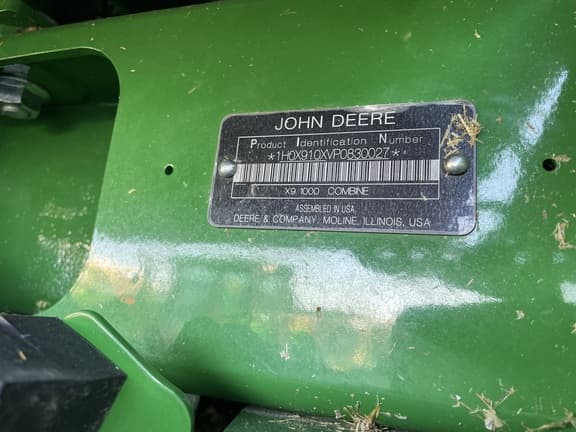 JOHN DEERE
Product Identification Number
*1H0X910XVP0830027*
X9 1000 COMBINE
ASSEMBLED IN USA
DEERE & COMPANY, MOLINE, ILLINOIS, USA